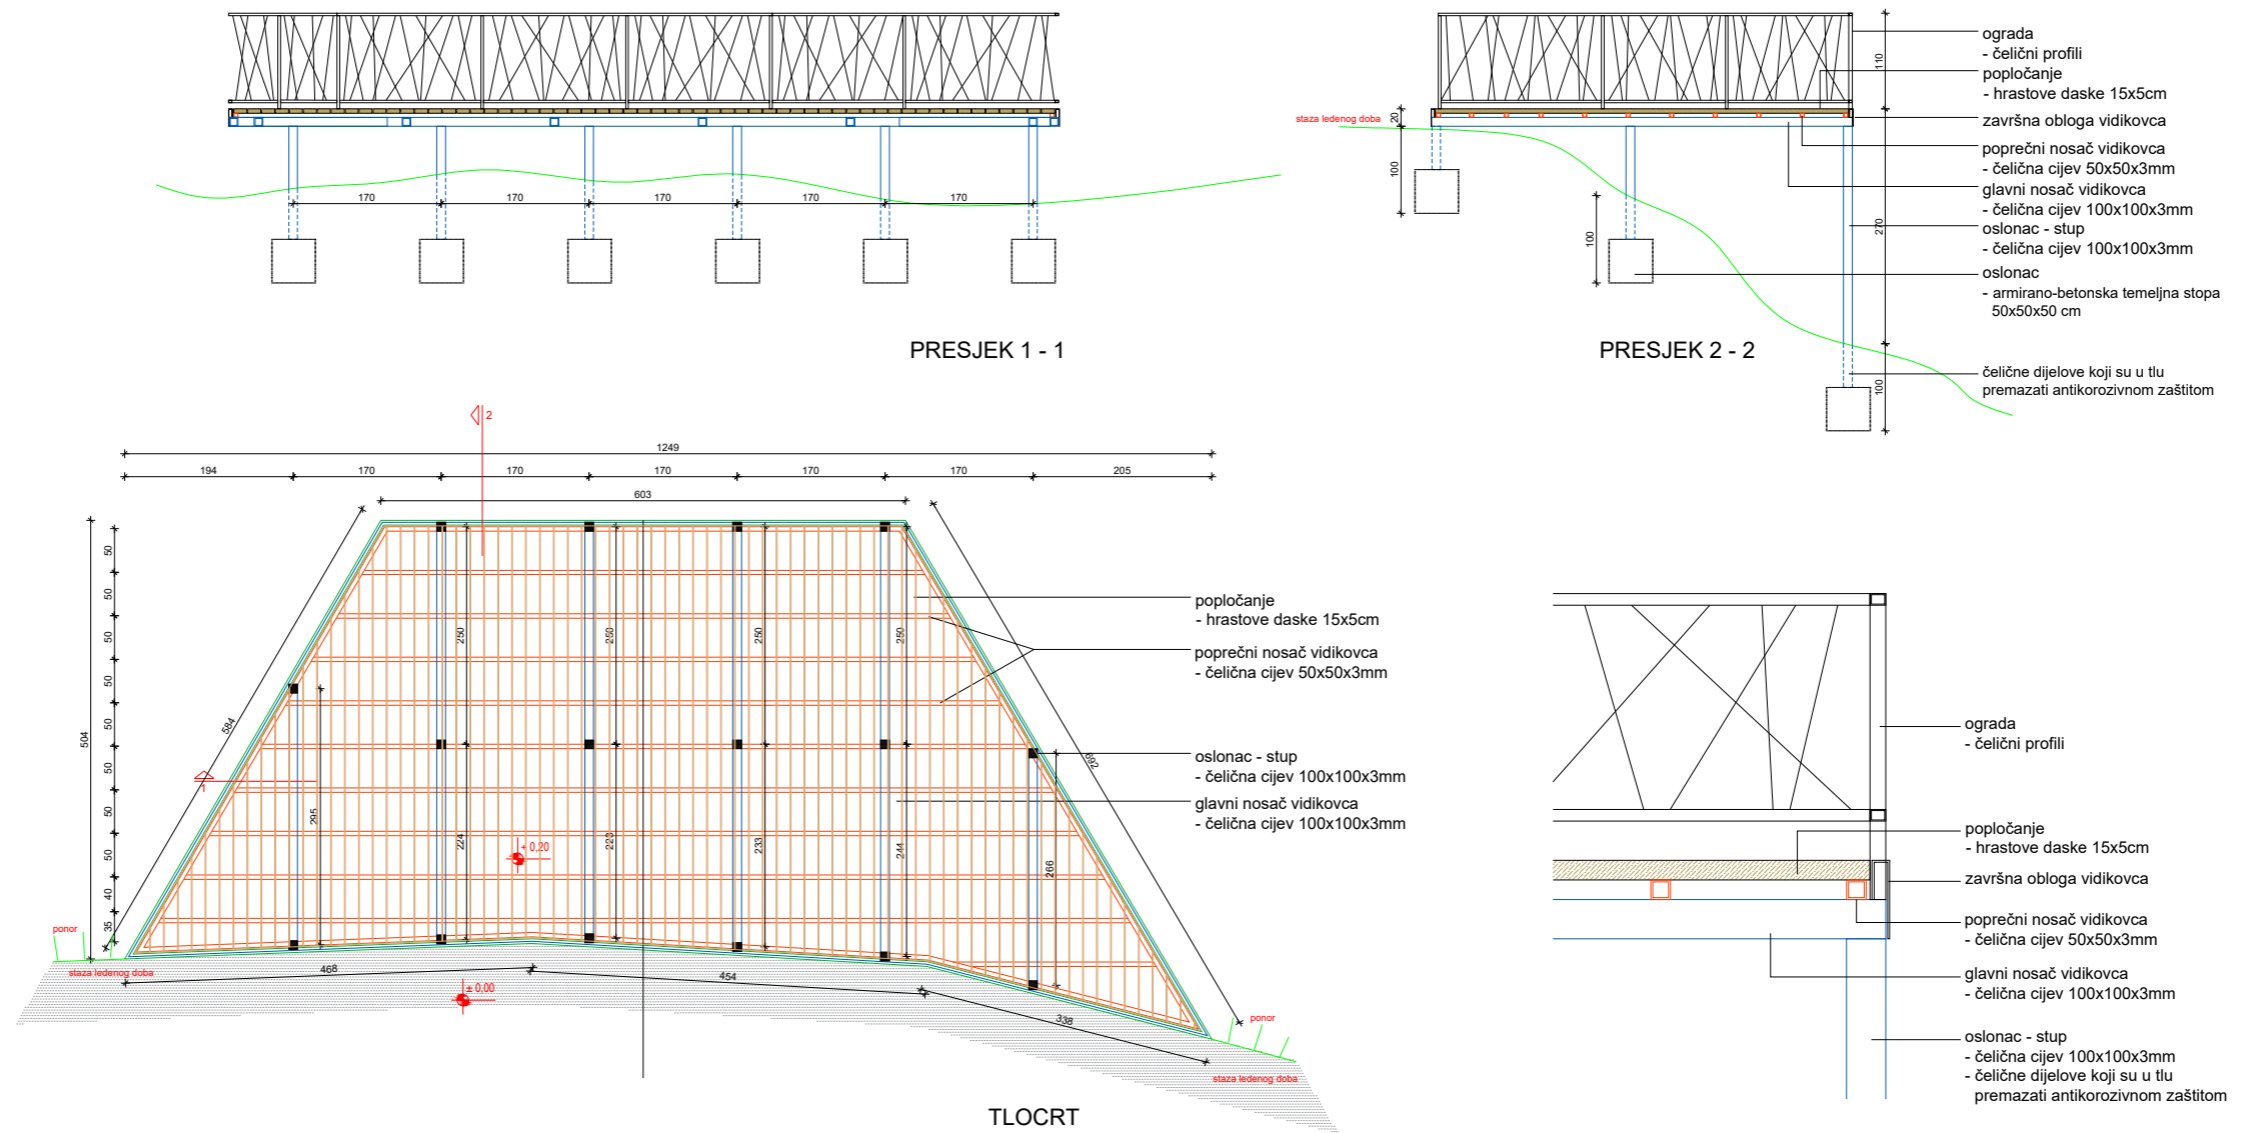 ograda
- čelični profili
popločanje
- hrastove daske 15x5cm
završna obloga vidikovca
poprečni nosač vidikovca
- čelična cijev 50x50x3mm
glavni nosač vidikovca
- čelična cijev 100x100x3mm
oslonac - stup
- čelična cijev 100x100x3mm
oslonac
- armirano-betonska temeljna stopa
50x50x50 cm
čelične dijelove koji su u tlu
premazati antikorozivnom zaštitom
staza ledenog doba
110
20
100
100
270
100
170
170
170
170
170
PRESJEK 1 - 1
PRESJEK 2 - 2
2
1249
194
170
170
170
170
170
205
603
504
50
50
50
50
50
50
50
50
40
35
584
692
250
250
250
250
295
224
223
233
244
266
1
+ 0,20
± 0,00
ponor
staza ledenog doba
468
454
338
ponor
staza ledenog doba
popločanje
- hrastove daske 15x5cm
poprečni nosač vidikovca
- čelična cijev 50x50x3mm
oslonac - stup
- čelična cijev 100x100x3mm
glavni nosač vidikovca
- čelična cijev 100x100x3mm
TLOCRT
ograda
- čelični profili
popločanje
- hrastove daske 15x5cm
završna obloga vidikovca
poprečni nosač vidikovca
- čelična cijev 50x50x3mm
glavni nosač vidikovca
- čelična cijev 100x100x3mm
oslonac - stup
- čelična cijev 100x100x3mm
- čelične dijelove koji su u tlu
premazati antikorozivnom zaštitom